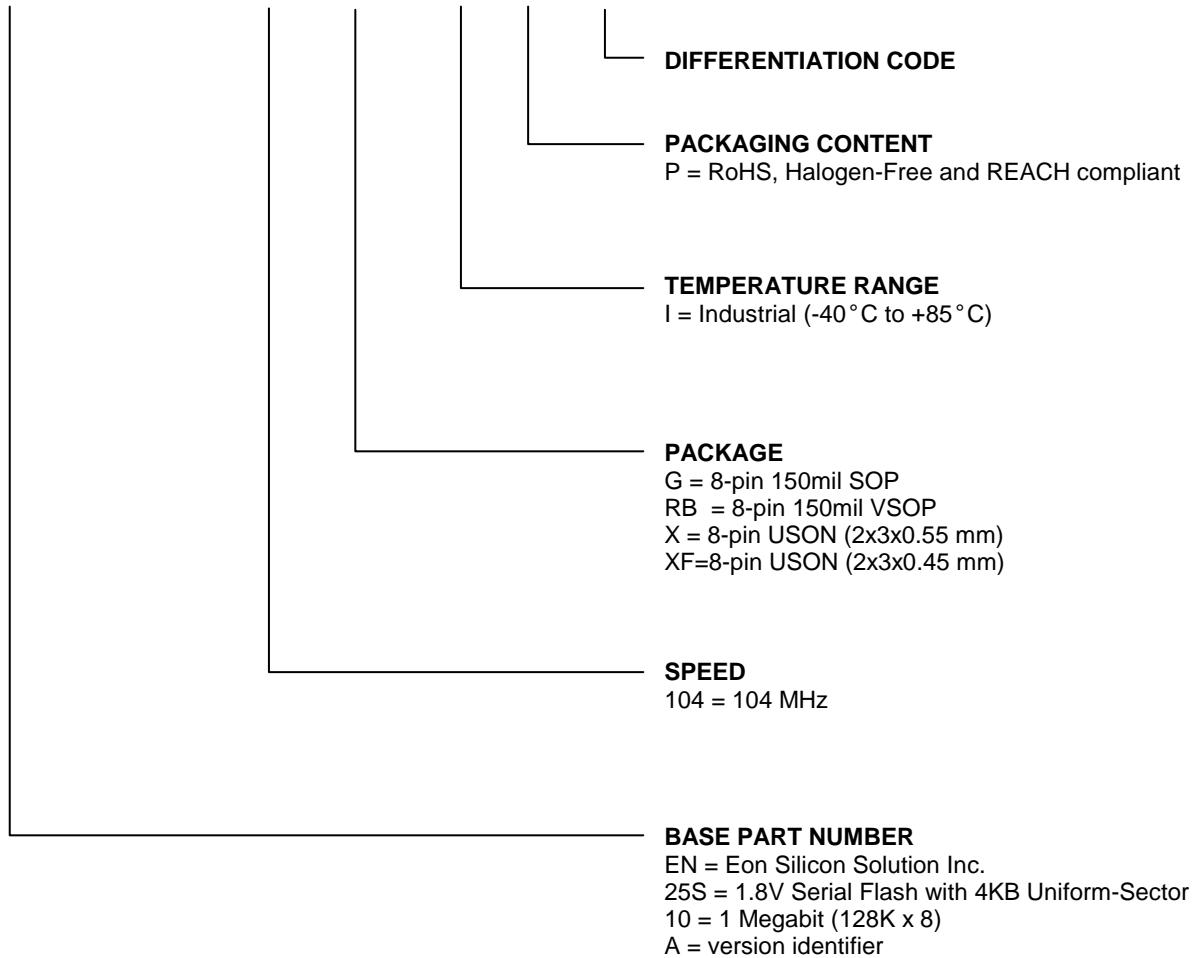 DIFFERENTIATION CODE
PACKAGING CONTENT
P = RoHS, Halogen-Free and REACH compliant
TEMPERATURE RANGE
I = Industrial (-40°C to +85°C)
PACKAGE
G = 8-pin 150mil SOP
RB = 8-pin 150mil VSOP
X = 8-pin USON (2x3x0.55 mm)
XF=8-pin USON (2x3x0.45 mm)
SPEED
104 = 104 MHz
BASE PART NUMBER
EN = Eon Silicon Solution Inc.
25S = 1.8V Serial Flash with 4KB Uniform-Sector
10 = 1 Megabit (128K x 8)
A = version identifier